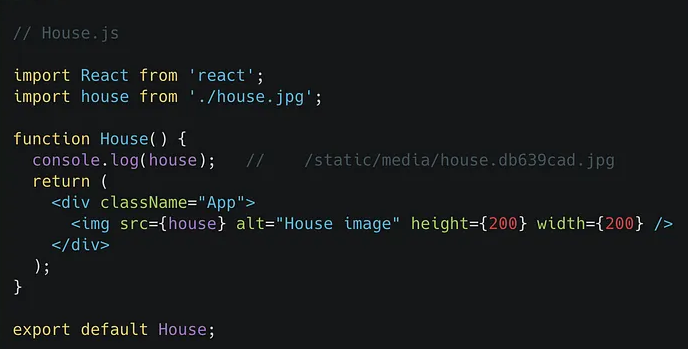 // House.js
import React from 'react';
import house from './house.jpg';
function House() {
console.log(house);   //    /static/media/house.db639cad.jpg
return (
<div className="App">
<img src={house} alt="House image" height={200} width={200} />
</div>
);
}
export default House;